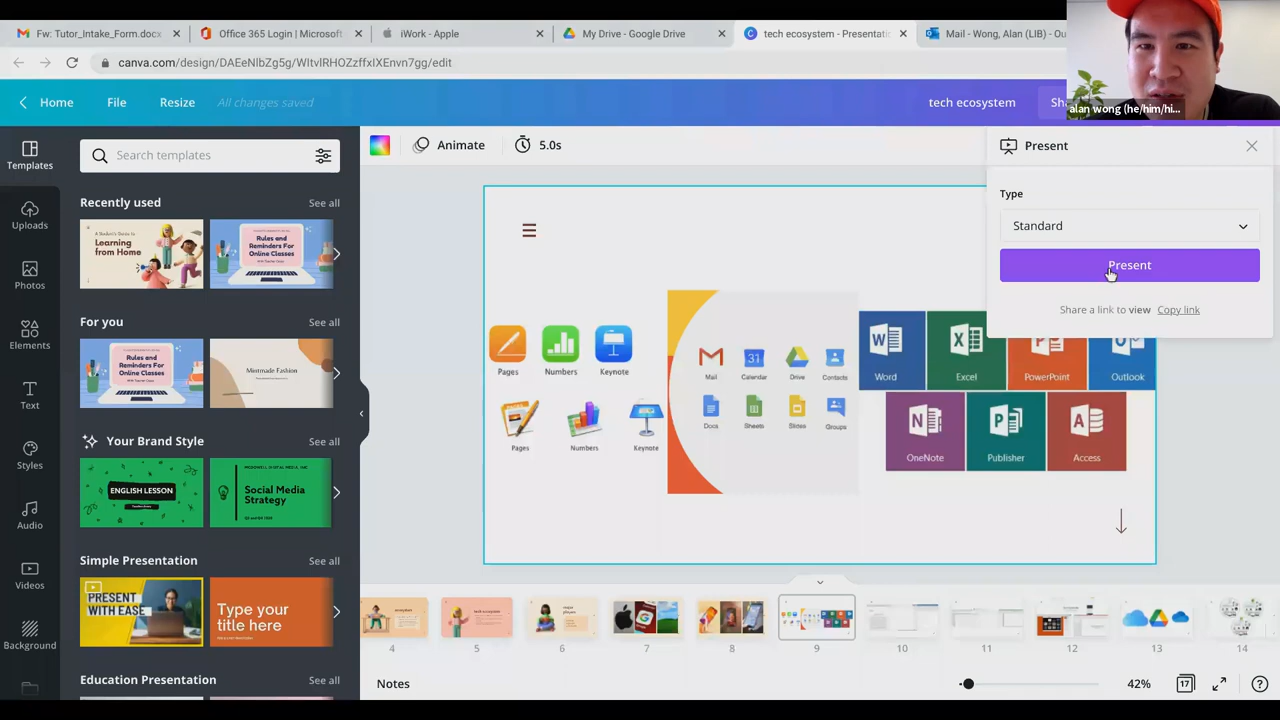 Fw: Tutor_Intake_Form.docx
Office 365 Login | Microsoft
iWork - Apple
My Drive - Google Drive
tech ecosystem - Presentatio
Mail - Wong, Alan (LIB) - Ou
canva.com/design/DAEeNlbZg5g/WItvlRHOZzffxIXEnvn7gg/edit
alan wong (he/him/hi...
Home
File
Resize
All changes saved
tech ecosystem
Templates
Search templates
Animate
5.0s
Present
Type
Standard
Present
Share a link to view Copy link
Uploads
Photos
Elements
Text
Styles
Audio
Videos
Background
Recently used
See all
A Student's Guide to
Learning
from Home
Rules and
Reminders For
Online Classes
For you
See all
Rules and
Reminders For
Online Classes
Your Brand Style
See all
ENGLISH LESSON
Social Media
Strategy
Simple Presentation
See all
PRESENT
WITH EASE
Type your
title here
Education Presentation
See all
Pages
Numbers
Keynote
Pages
Numbers
Keynote
Mail
Calendar
Drive
Contacts
Docs
Sheets
Slides
Groups
Word
Excel
PowerPoint
Outlook
OneNote
Publisher
Access
4
5
6
7
8
9
10
11
12
13
14
Notes
42%
17